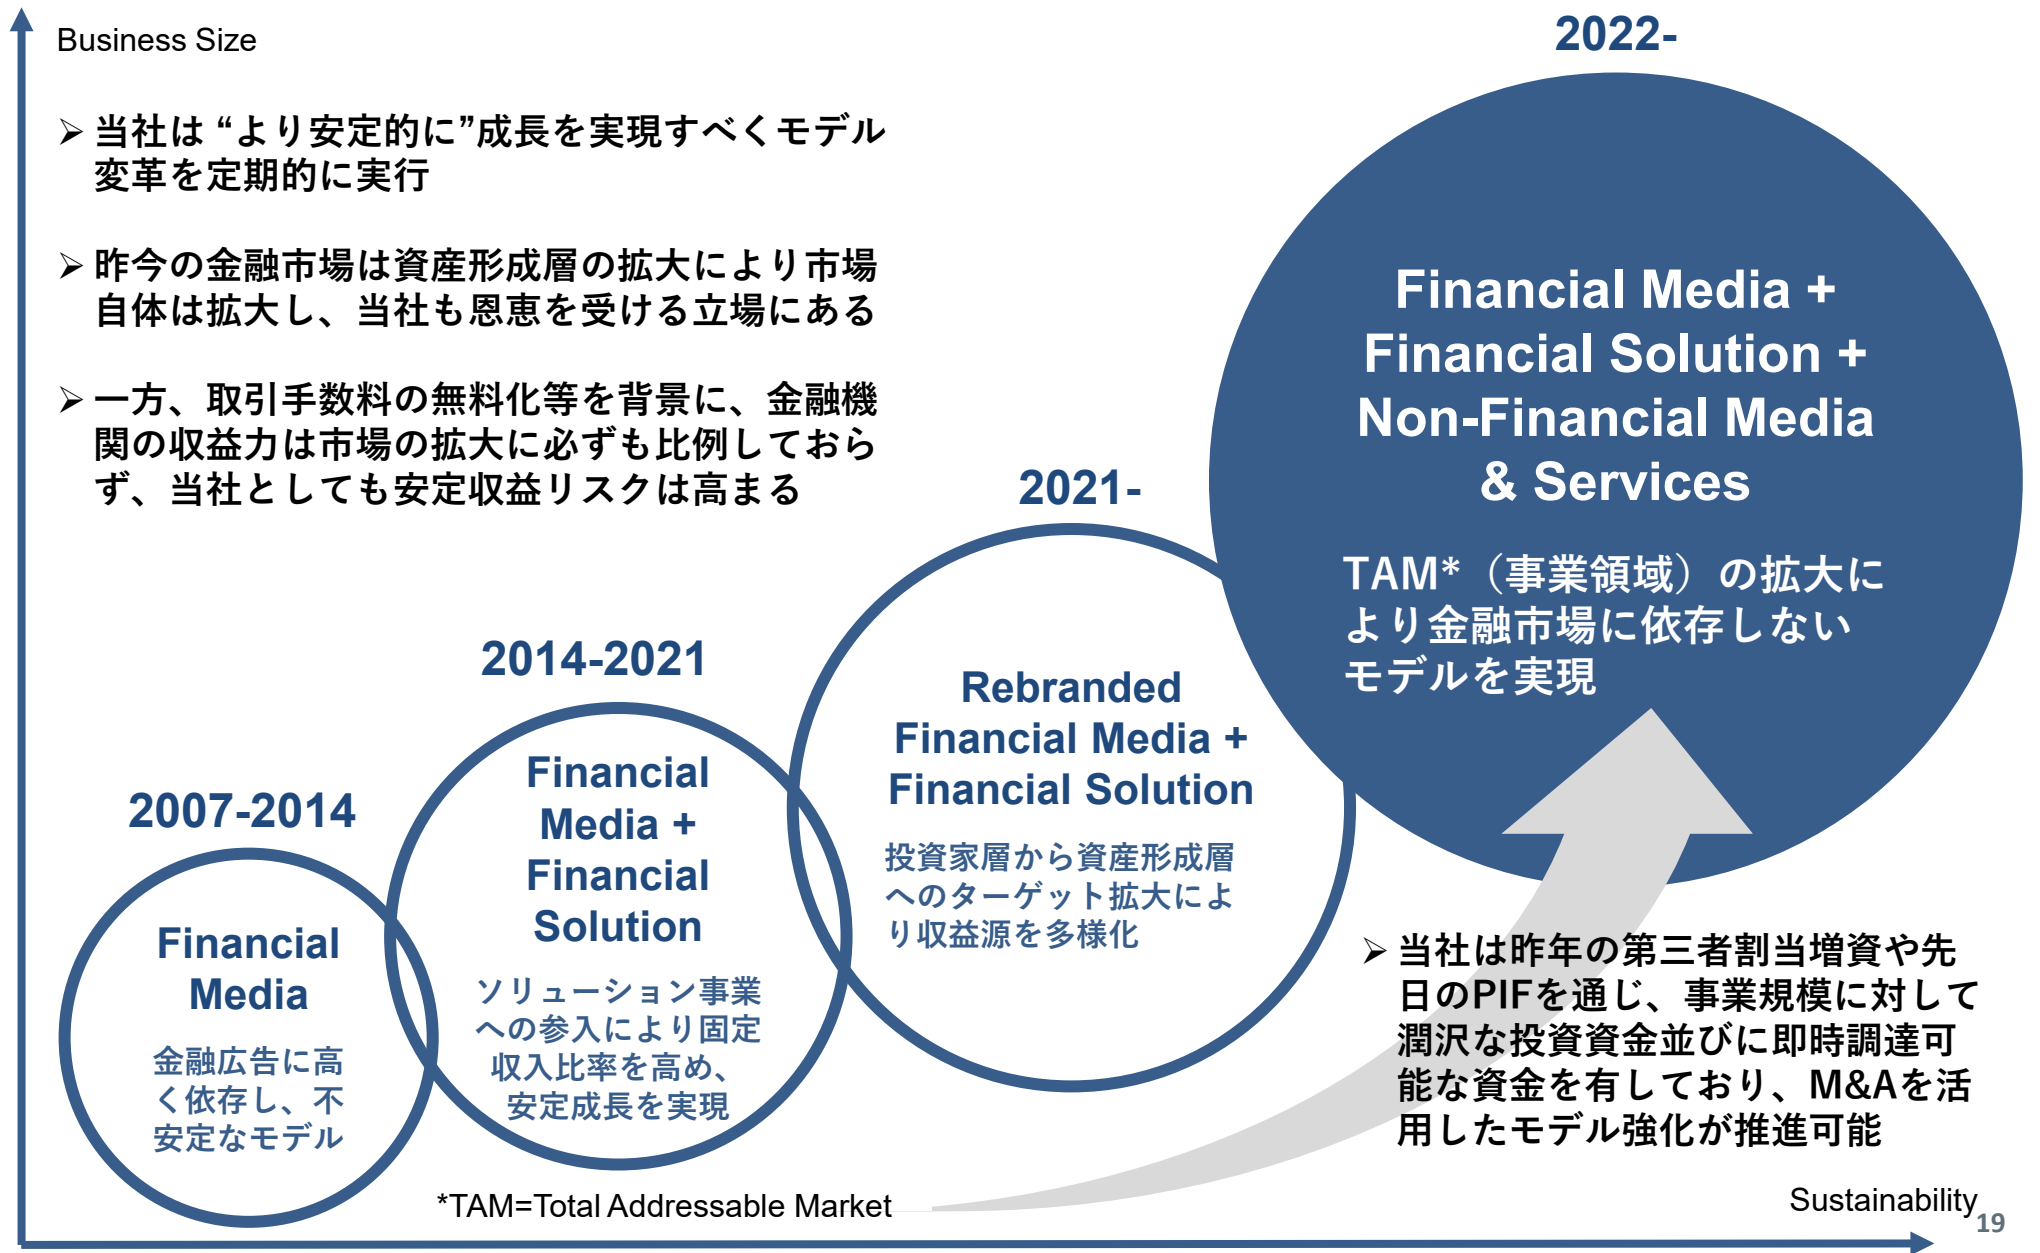 Business Size
➢ 当社は “より安定的に”成長を実現すべくモデル
変革を定期的に実行
➢ 昨今の金融市場は資産形成層の拡大により市場
自体は拡大し、当社も恩恵を受ける立場にある
➢ 一方、取引手数料の無料化等を背景に、金融機
関の収益力は市場の拡大に必ずも比例しておら
ず、当社としても安定収益リスクは高まる
2007-2014
Financial
Media
金融広告に高
く依存し、不
安定なモデル
2014-2021
Financial
Media +
Financial
Solution
ソリューション事業
への参入により固定
収入比率を高め、
安定成長を実現
2021-
Rebranded
Financial Media +
Financial Solution
投資家層から資産形成層
へのターゲット拡大によ
り収益源を多様化
2022-
Financial Media +
Financial Solution +
Non-Financial Media
& Services
TAM*（事業領域）の拡大に
より金融市場に依存しない
モデルを実現
➢ 当社は昨年の第三者割当増資や先
日のPIFを通じ、事業規模に対して
潤沢な投資資金並びに即時調達可
能な資金を有しており、M&Aを活
用したモデル強化が推進可能
*TAM=Total Addressable Market
Sustainability
19